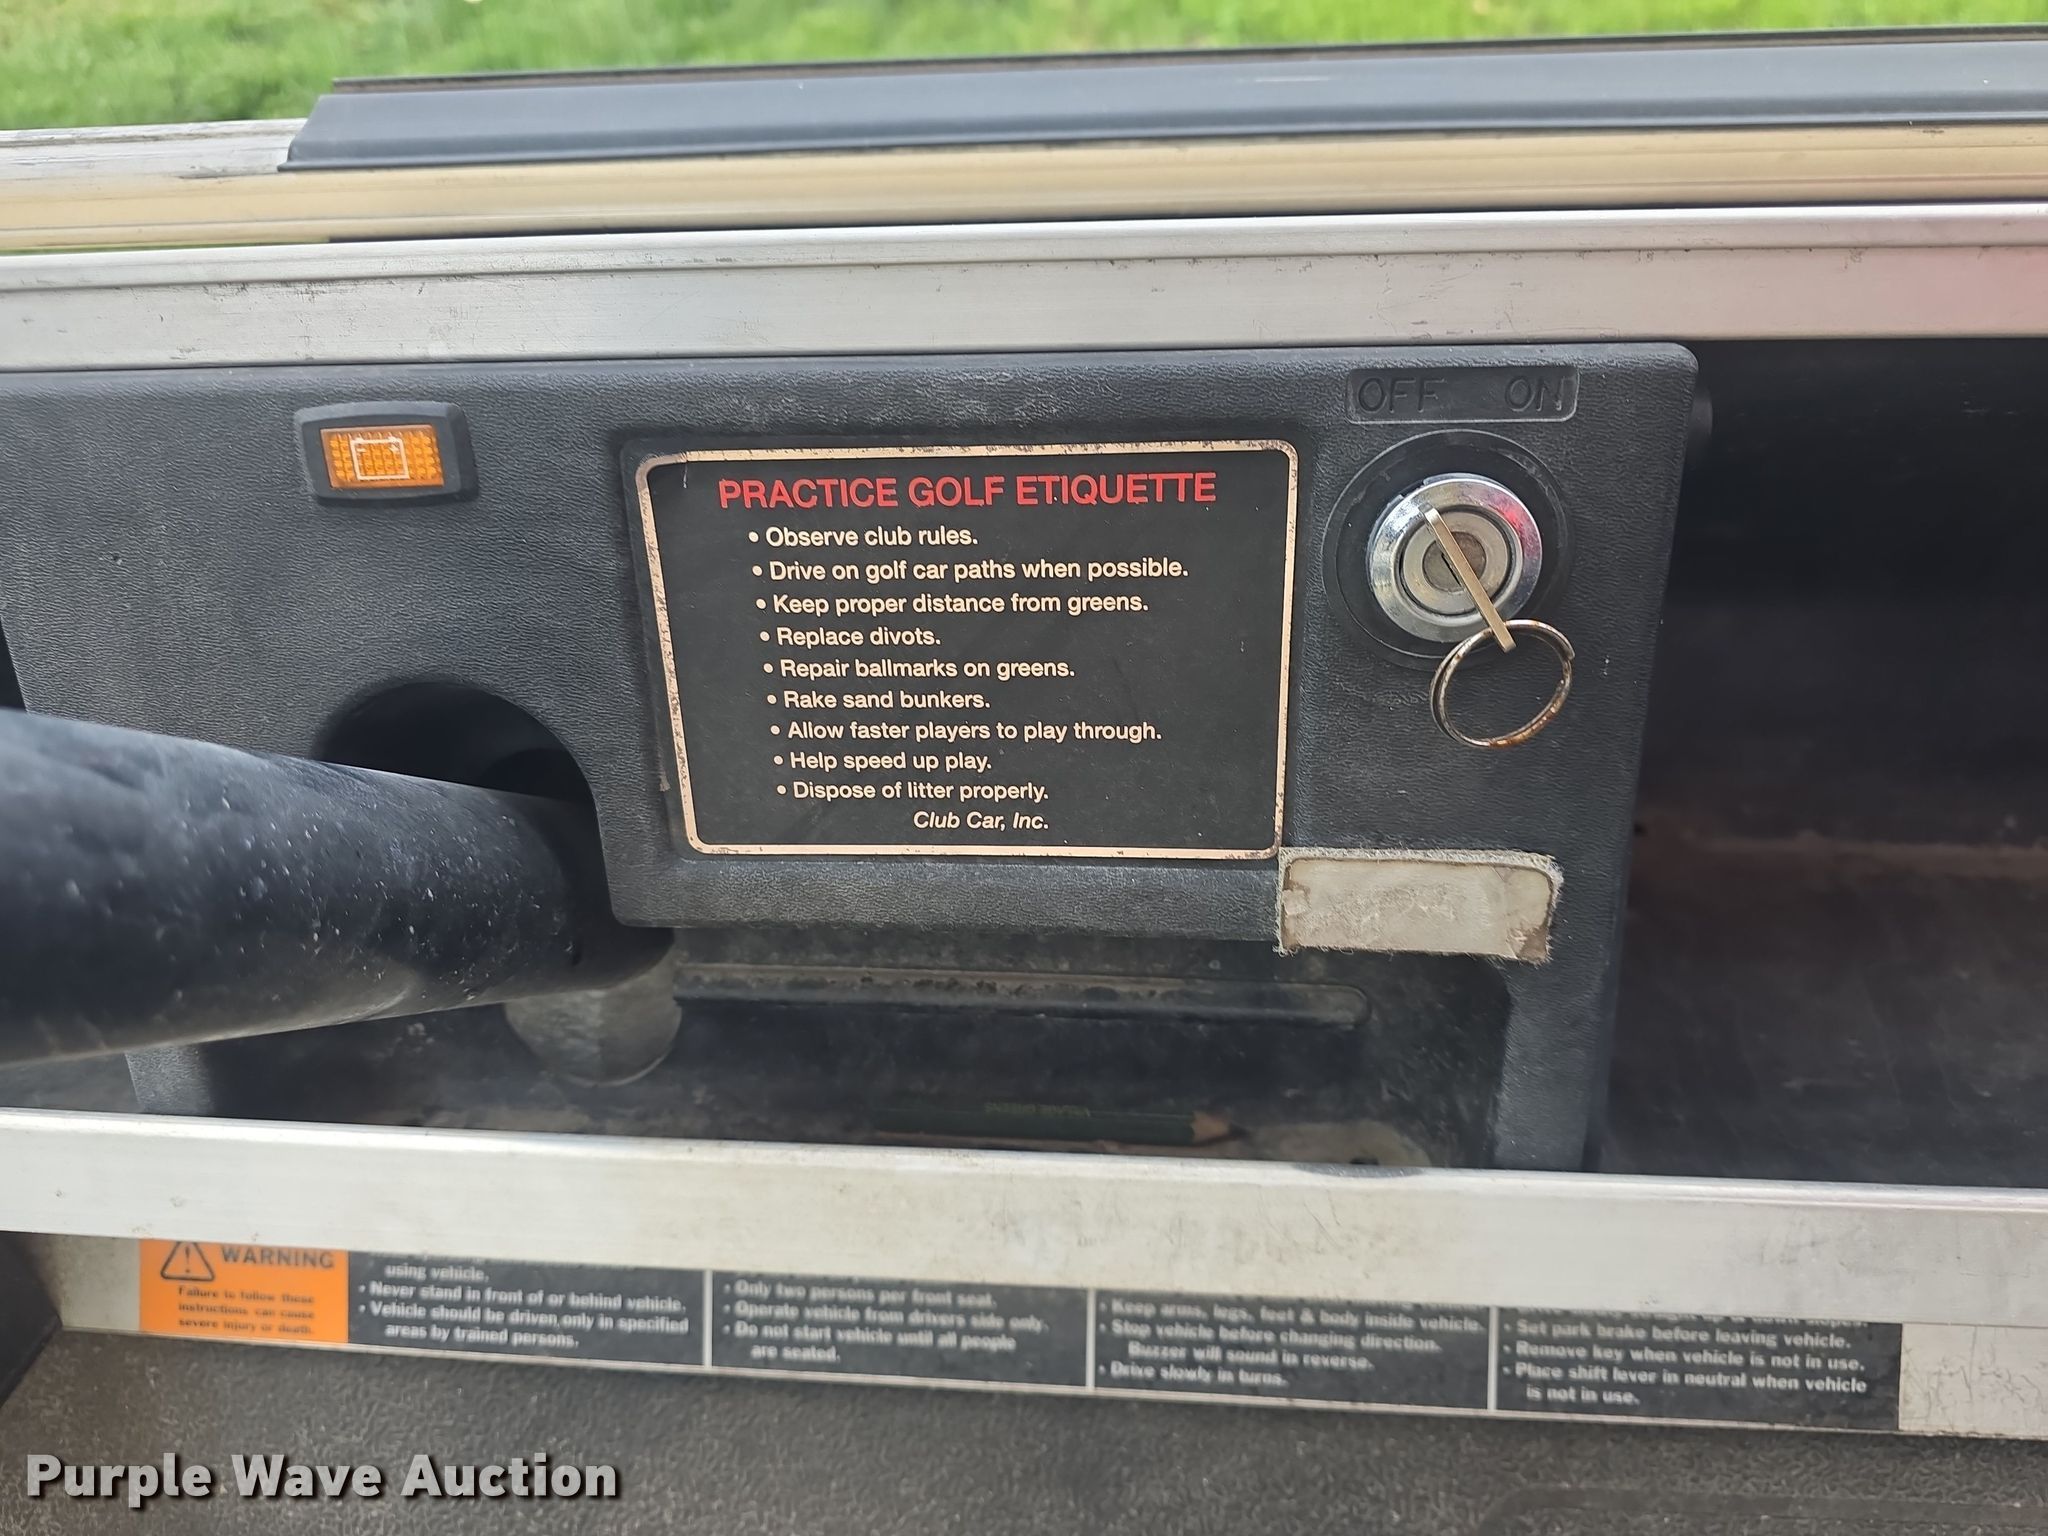 OFF ON
PRACTICE GOLF ETIQUETTE
• Observe club rules.
• Drive on golf car paths when possible.
• Keep proper distance from greens.
• Replace divots.
• Repair ballmarks on greens.
• Rake sand bunkers.
• Allow faster players to play through.
• Help speed up play.
• Dispose of litter properly.
Club Car, Inc.
VILLAGE GREENS
WARNING
Failure to follow these
instructions can cause
severe injury or death.
using vehicle.
• Never stand in front of or behind vehicle.
• Vehicle should be driven only in specified
areas by trained persons.
• Only two persons per front seat.
• Operate vehicle from drivers side only.
• Do not start vehicle until all people
are seated.
• Keep arms, legs, feet & body inside vehicle.
• Stop vehicle before changing direction.
Buzzer will sound in reverse.
• Drive slowly in turns.
• Set park brake before leaving vehicle.
• Remove key when vehicle is not in use.
• Place shift lever in neutral when vehicle
is not in use.
Purple Wave Auction